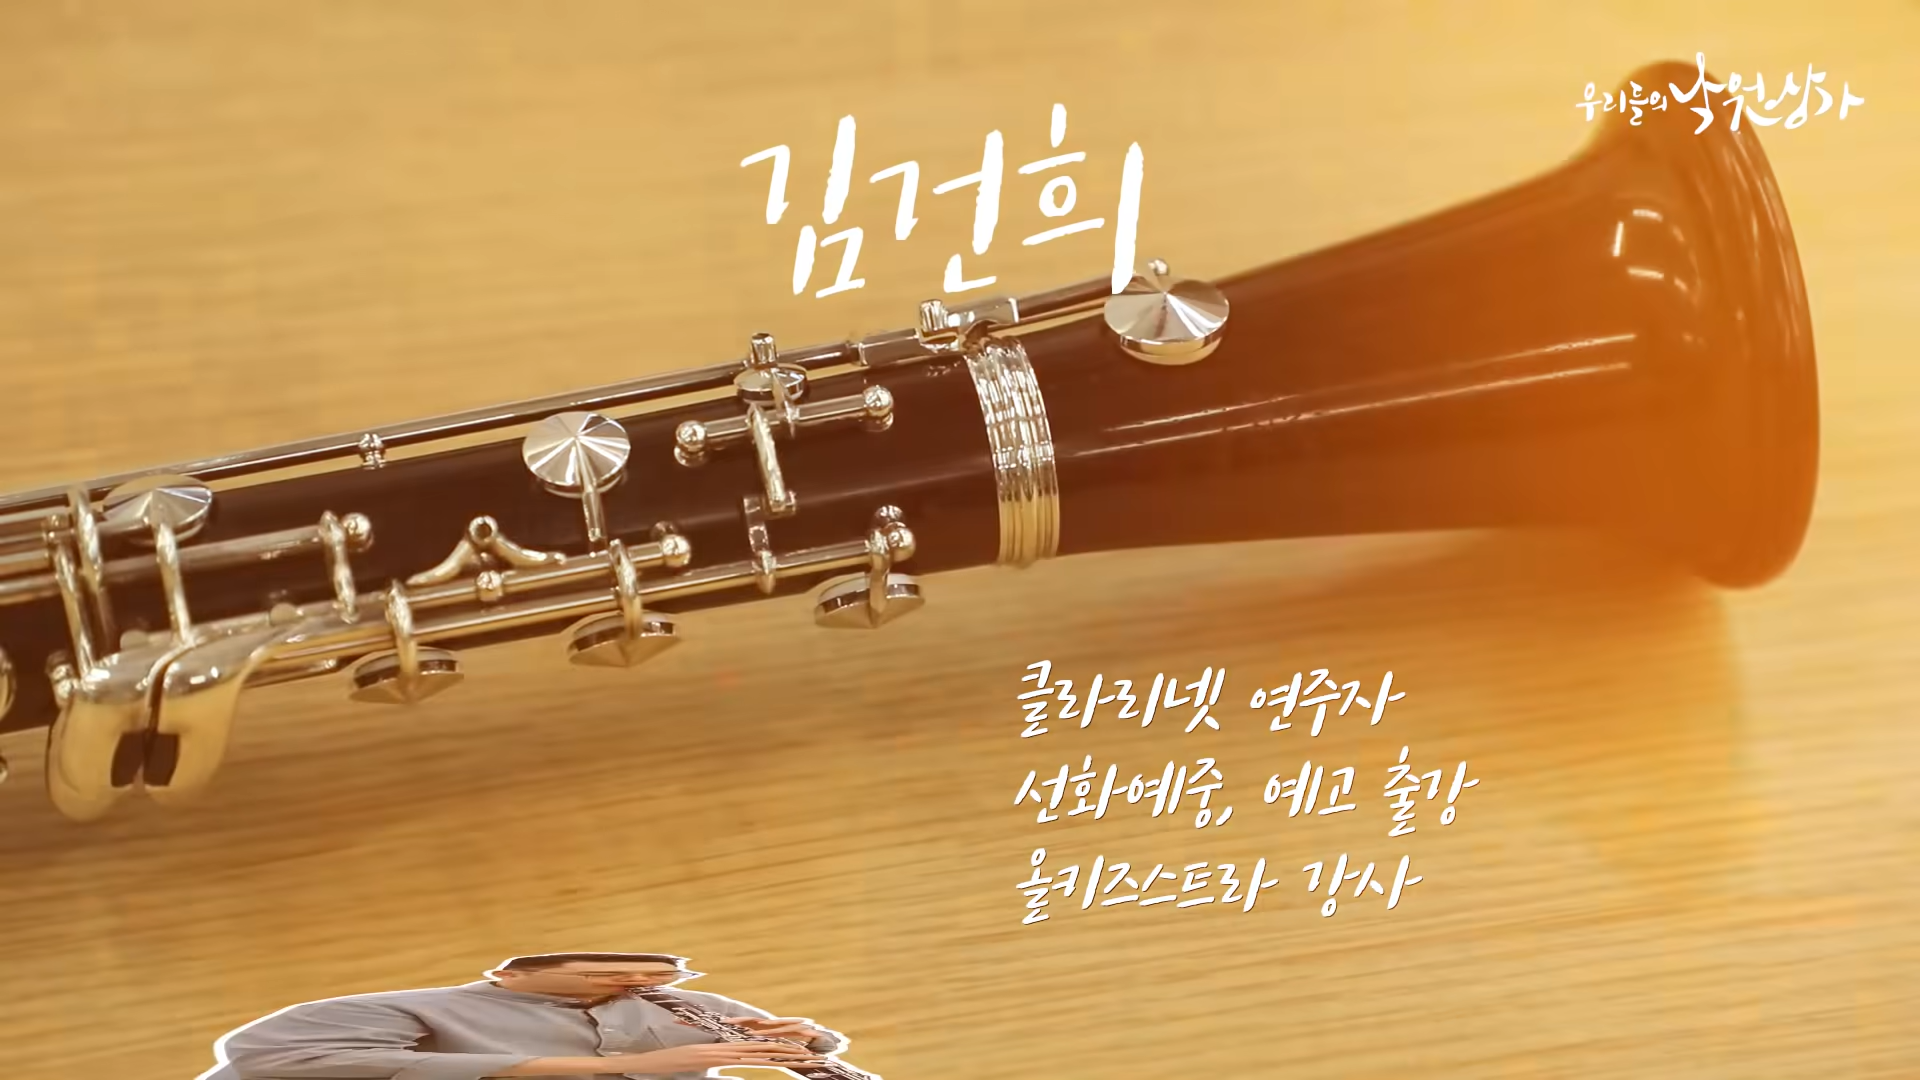 우리들의 낙원상가
김건희
클라리넷 연주자
선화예중, 예고 출강
올키즈스트라 강사